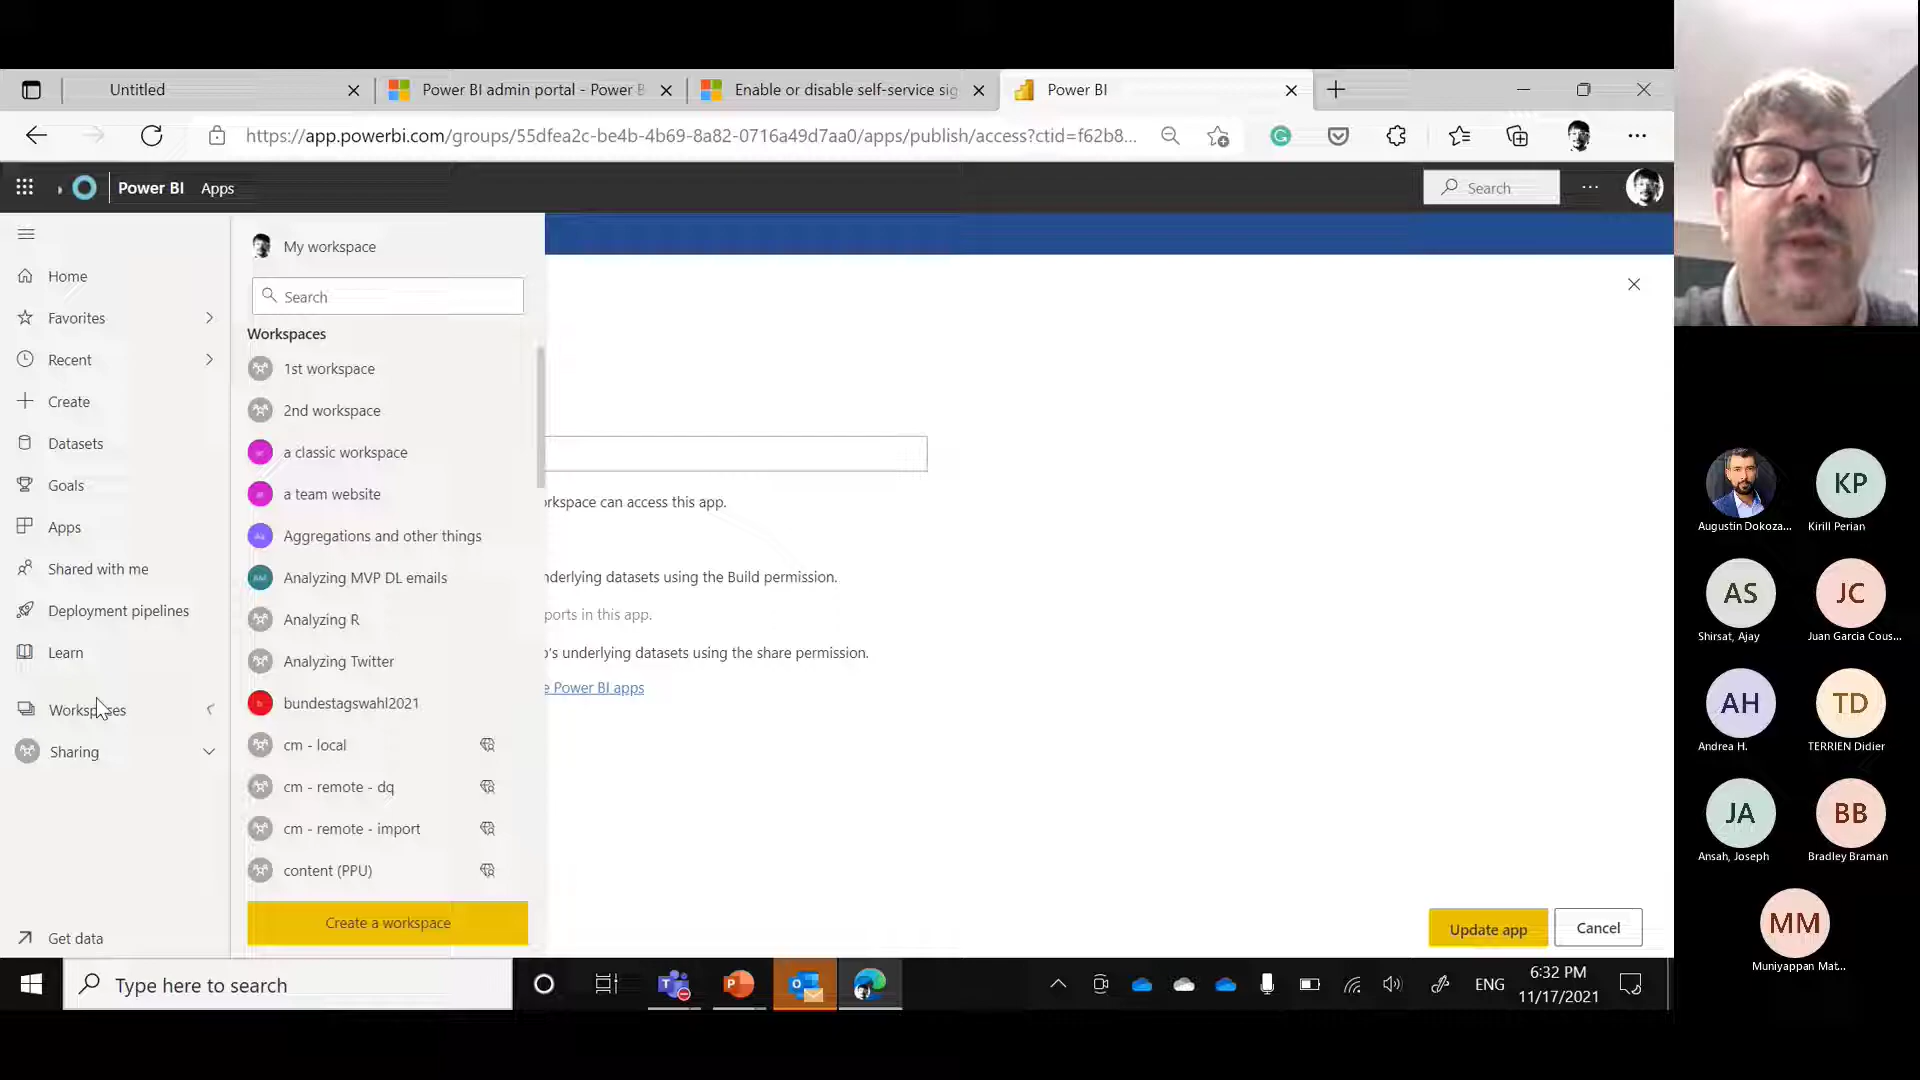 Untitled
Power BI admin portal - Power B
Enable or disable self-service sig
Power BI
https://app.powerbi.com/groups/55dfea2c-be4b-4b69-8a82-0716a49d7aa0/apps/publish/access?ctid=f62b8...
Power BI Apps
Search
Home
Favorites
Recent
Create
Datasets
Goals
Apps
Shared with me
Deployment pipelines
Learn
Workspaces
Sharing
Get data
My workspace
Search
Workspaces
1st workspace
2nd workspace
a classic workspace
a team website
Aggregations and other things
Analyzing MVP DL emails
Analyzing R
Analyzing Twitter
bundestagswahl2021
cm - local
cm - remote - dq
cm - remote - import
content (PPU)
Create a workspace
orkspace can access this app.
nderlying datasets using the Build permission.
ports in this app.
's underlying datasets using the share permission.
e Power BI apps
Update app
Cancel
Type here to search
ENG
6:32 PM
11/17/2021
Augustin Dokoza...
KP
Kirill Perian
AS
Shirsat, Ajay
JC
Juan Garcia Cous...
AH
Andrea H.
TD
TERRIEN Didier
JA
Ansah, Joseph
BB
Bradley Braman
MM
Muniyappan Mat...